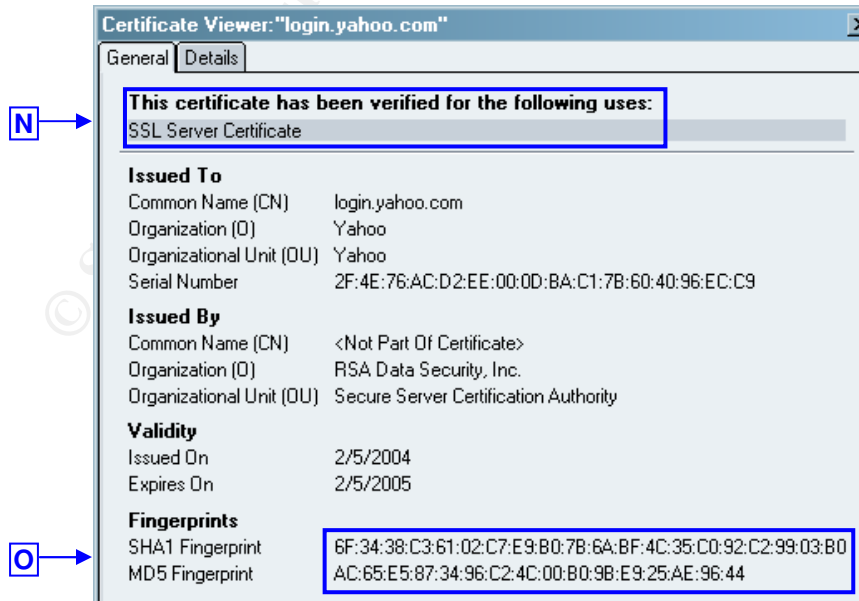 Certificate Viewer:"login.yahoo.com"
General Details
N
This certificate has been verified for the following uses:
SSL Server Certificate
Issued To
Common Name (CN) login.yahoo.com
Organization (O) Yahoo
Organizational Unit (OU) Yahoo
Serial Number 2F:4E:76:AC:D2:EE:00:0D:BA:C1:7B:60:40:96:EC:C9
Issued By
Common Name (CN) <Not Part Of Certificate>
Organization (O) RSA Data Security, Inc.
Organizational Unit (OU) Secure Server Certification Authority
Validity
Issued On 2/5/2004
Expires On 2/5/2005
Fingerprints
SHA1 Fingerprint 6F:34:38:C3:61:02:C7:E9:B0:7B:6A:BF:4C:35:C0:92:C2:99:03:B0
O
MD5 Fingerprint AC:65:E5:87:34:96:C2:4C:00:B0:9B:E9:25:AE:96:44
©